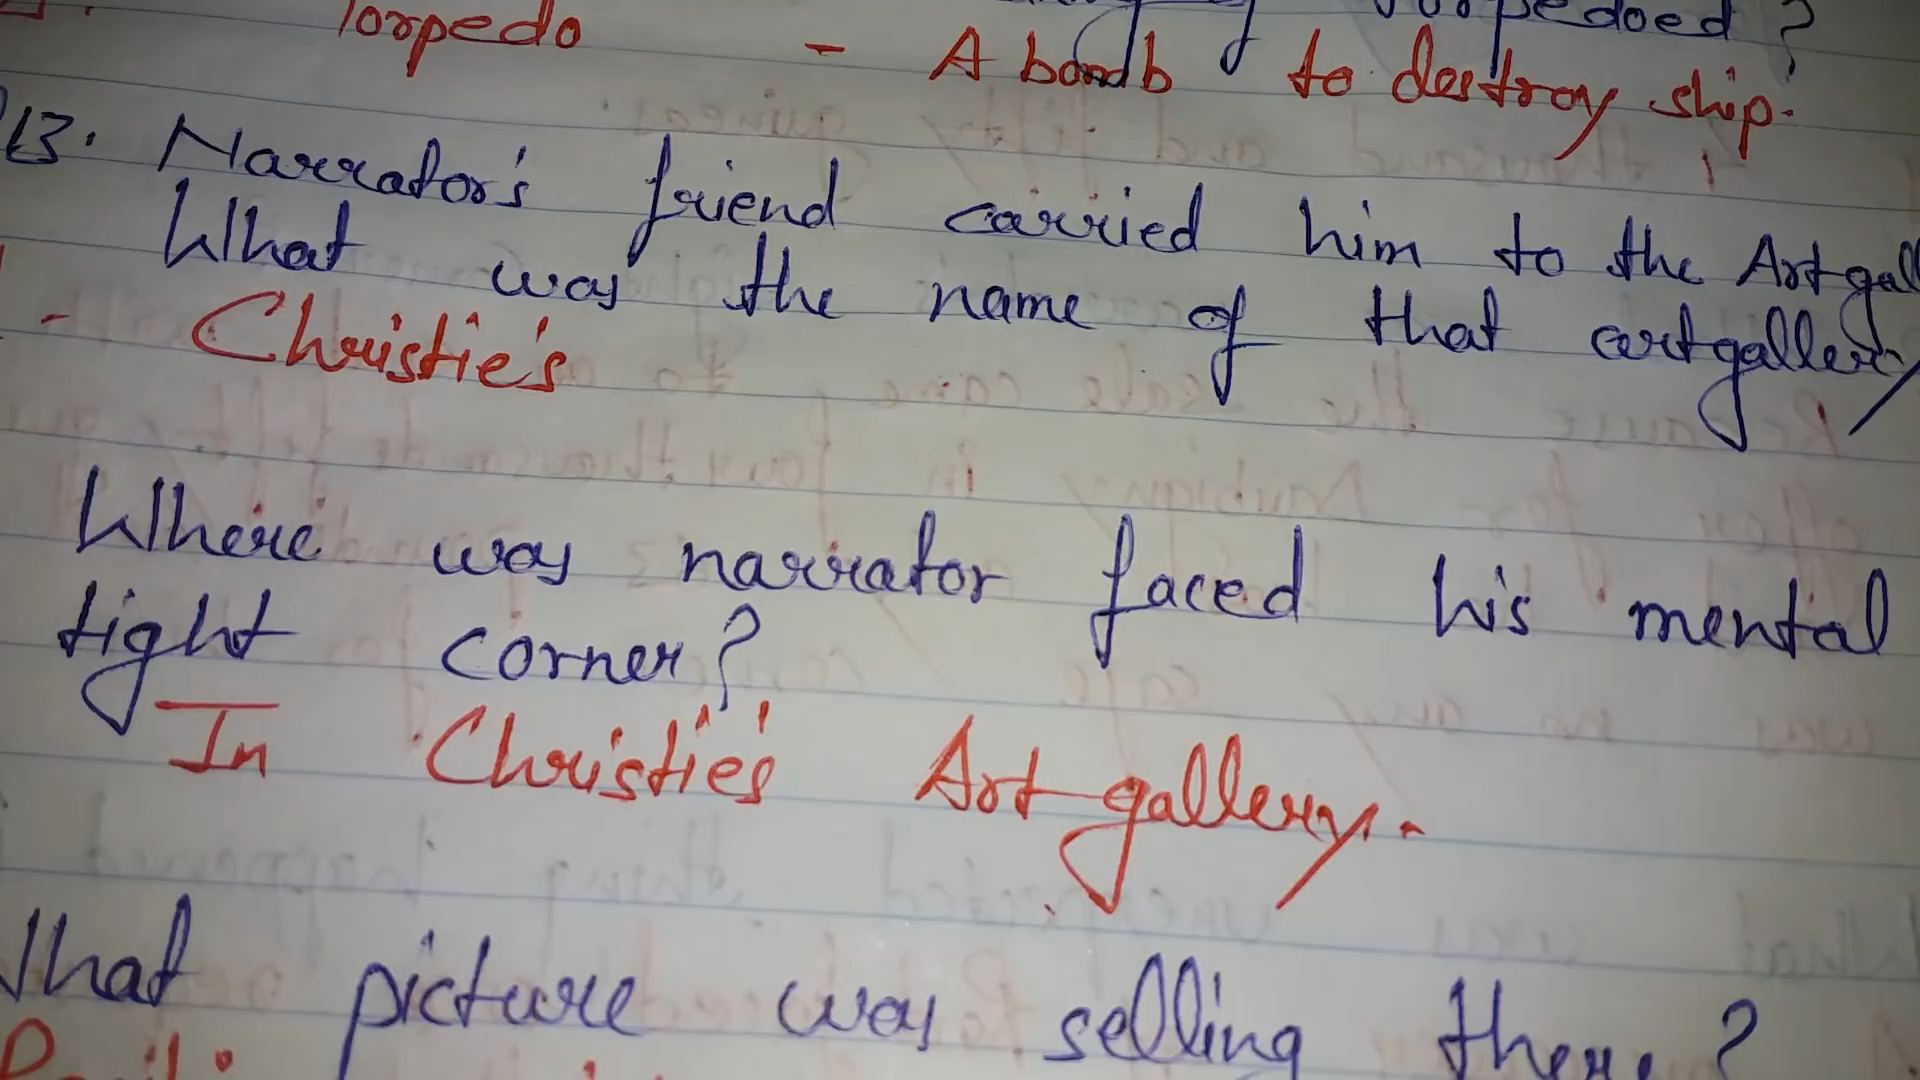 torpedoed?
Torpedo - A bomb to destroy ship.
13. Narrator's friend carried him to the Art gall
What was the name of that artgallery
- Christie's
Where was narrator faced his mental
tight corner?
In Christie's Art gallery.
What picture was selling there?